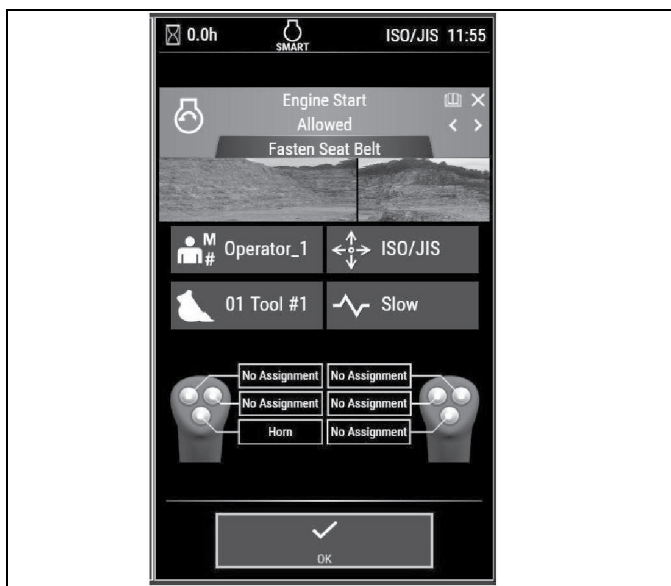 0.0h SMART ISO/JIS 11:55
Engine Start
Allowed
Fasten Seat Belt
M
# Operator_1 ISO/JIS
01 Tool #1 Slow
No Assignment No Assignment
No Assignment No Assignment
Horn No Assignment
OK